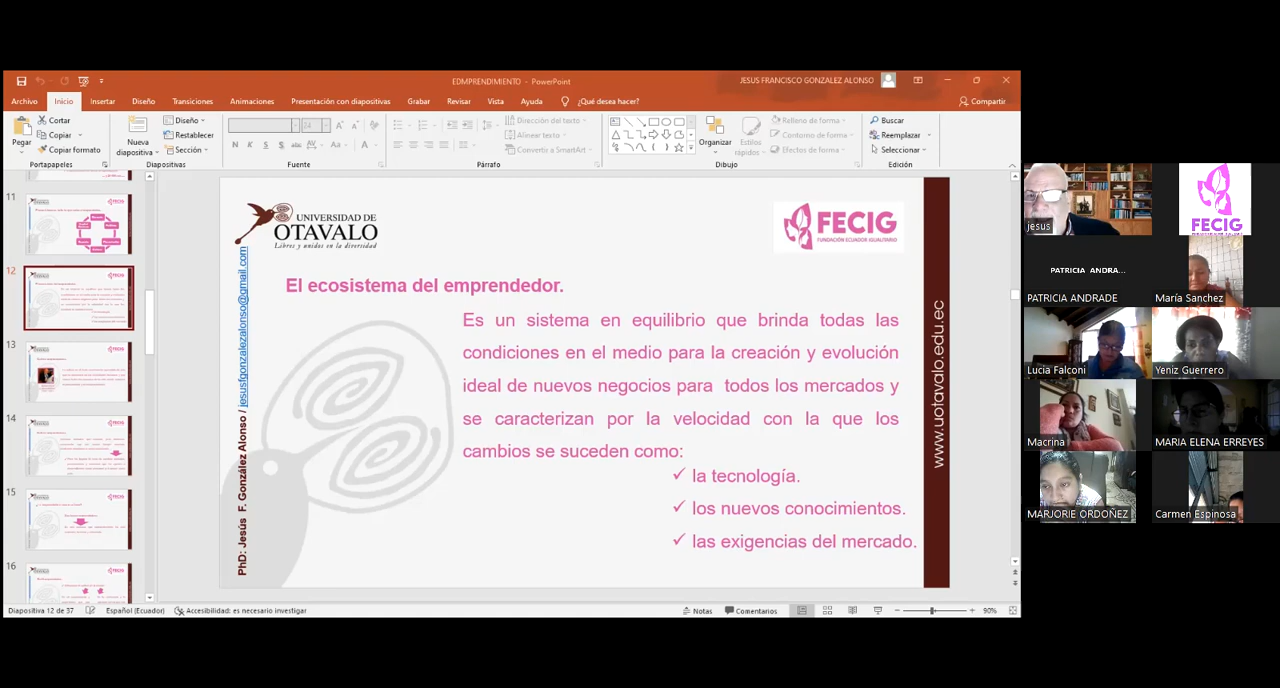 EDMPRENDIMIENTO - PowerPoint
JESUS FRANCISCO GONZALEZ ALONSO
Archivo Inicio Insertar Diseño Transiciones Animaciones Presentación con diapositivas Grabar Revisar Vista Ayuda ¿Qué desea hacer? Compartir
Pegar
Cortar
Copiar
Copiar formato
Portapapeles
Nueva diapositiva
Diseño
Restablecer
Sección
Diapositivas
24
N K S S abc AV Aa A
Fuente
Dirección del texto
Alinear texto
Convertir a SmartArt
Párrafo
Organizar
Estilos rápidos
Relleno de forma
Contorno de forma
Efectos de forma
Dibujo
Buscar
Reemplazar
Seleccionar
Edición
11
12
13
14
15
16
UNIVERSIDAD DE
OTAVALO
Libres y unidos en la diversidad
FECIG
FUNDACIÓN ECUADOR IGUALITARIO
El ecosistema del emprendedor.
Es un sistema en equilibrio que brinda todas las
condiciones en el medio para la creación y evolución
ideal de nuevos negocios para todos los mercados y
se caracterizan por la velocidad con la que los
cambios se suceden como:
✓ la tecnología.
✓ los nuevos conocimientos.
✓ las exigencias del mercado.
PhD: Jesús F. González Alonso / jesusfgonzalezalonso@gmail.com
www.uotavalo.edu.ec
Diapositiva 12 de 37 Español (Ecuador) Accesibilidad: es necesario investigar Notas Comentarios 90%
jesus
FECIG
PATRICIA ANDRA...
PATRICIA ANDRADE
María Sanchez
Lucia Falconi
Yeniz Guerrero
Macrina
MARIA ELENA ERREYES
MARJORIE ORDOÑEZ
Carmen Espinosa